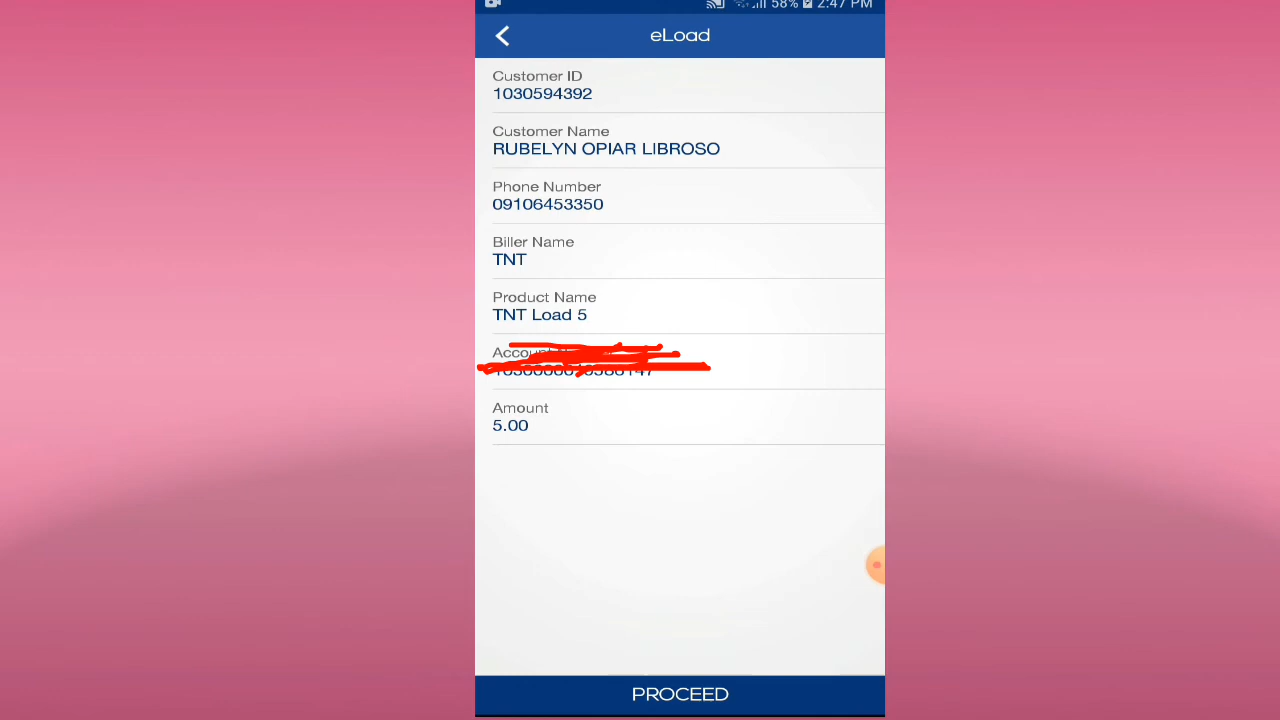 58% 2:47 PM
eLoad
Customer ID
1030594392
Customer Name
RUBELYN OPIAR LIBROSO
Phone Number
09106453350
Biller Name
TNT
Product Name
TNT Load 5
Amount
5.00
PROCEED